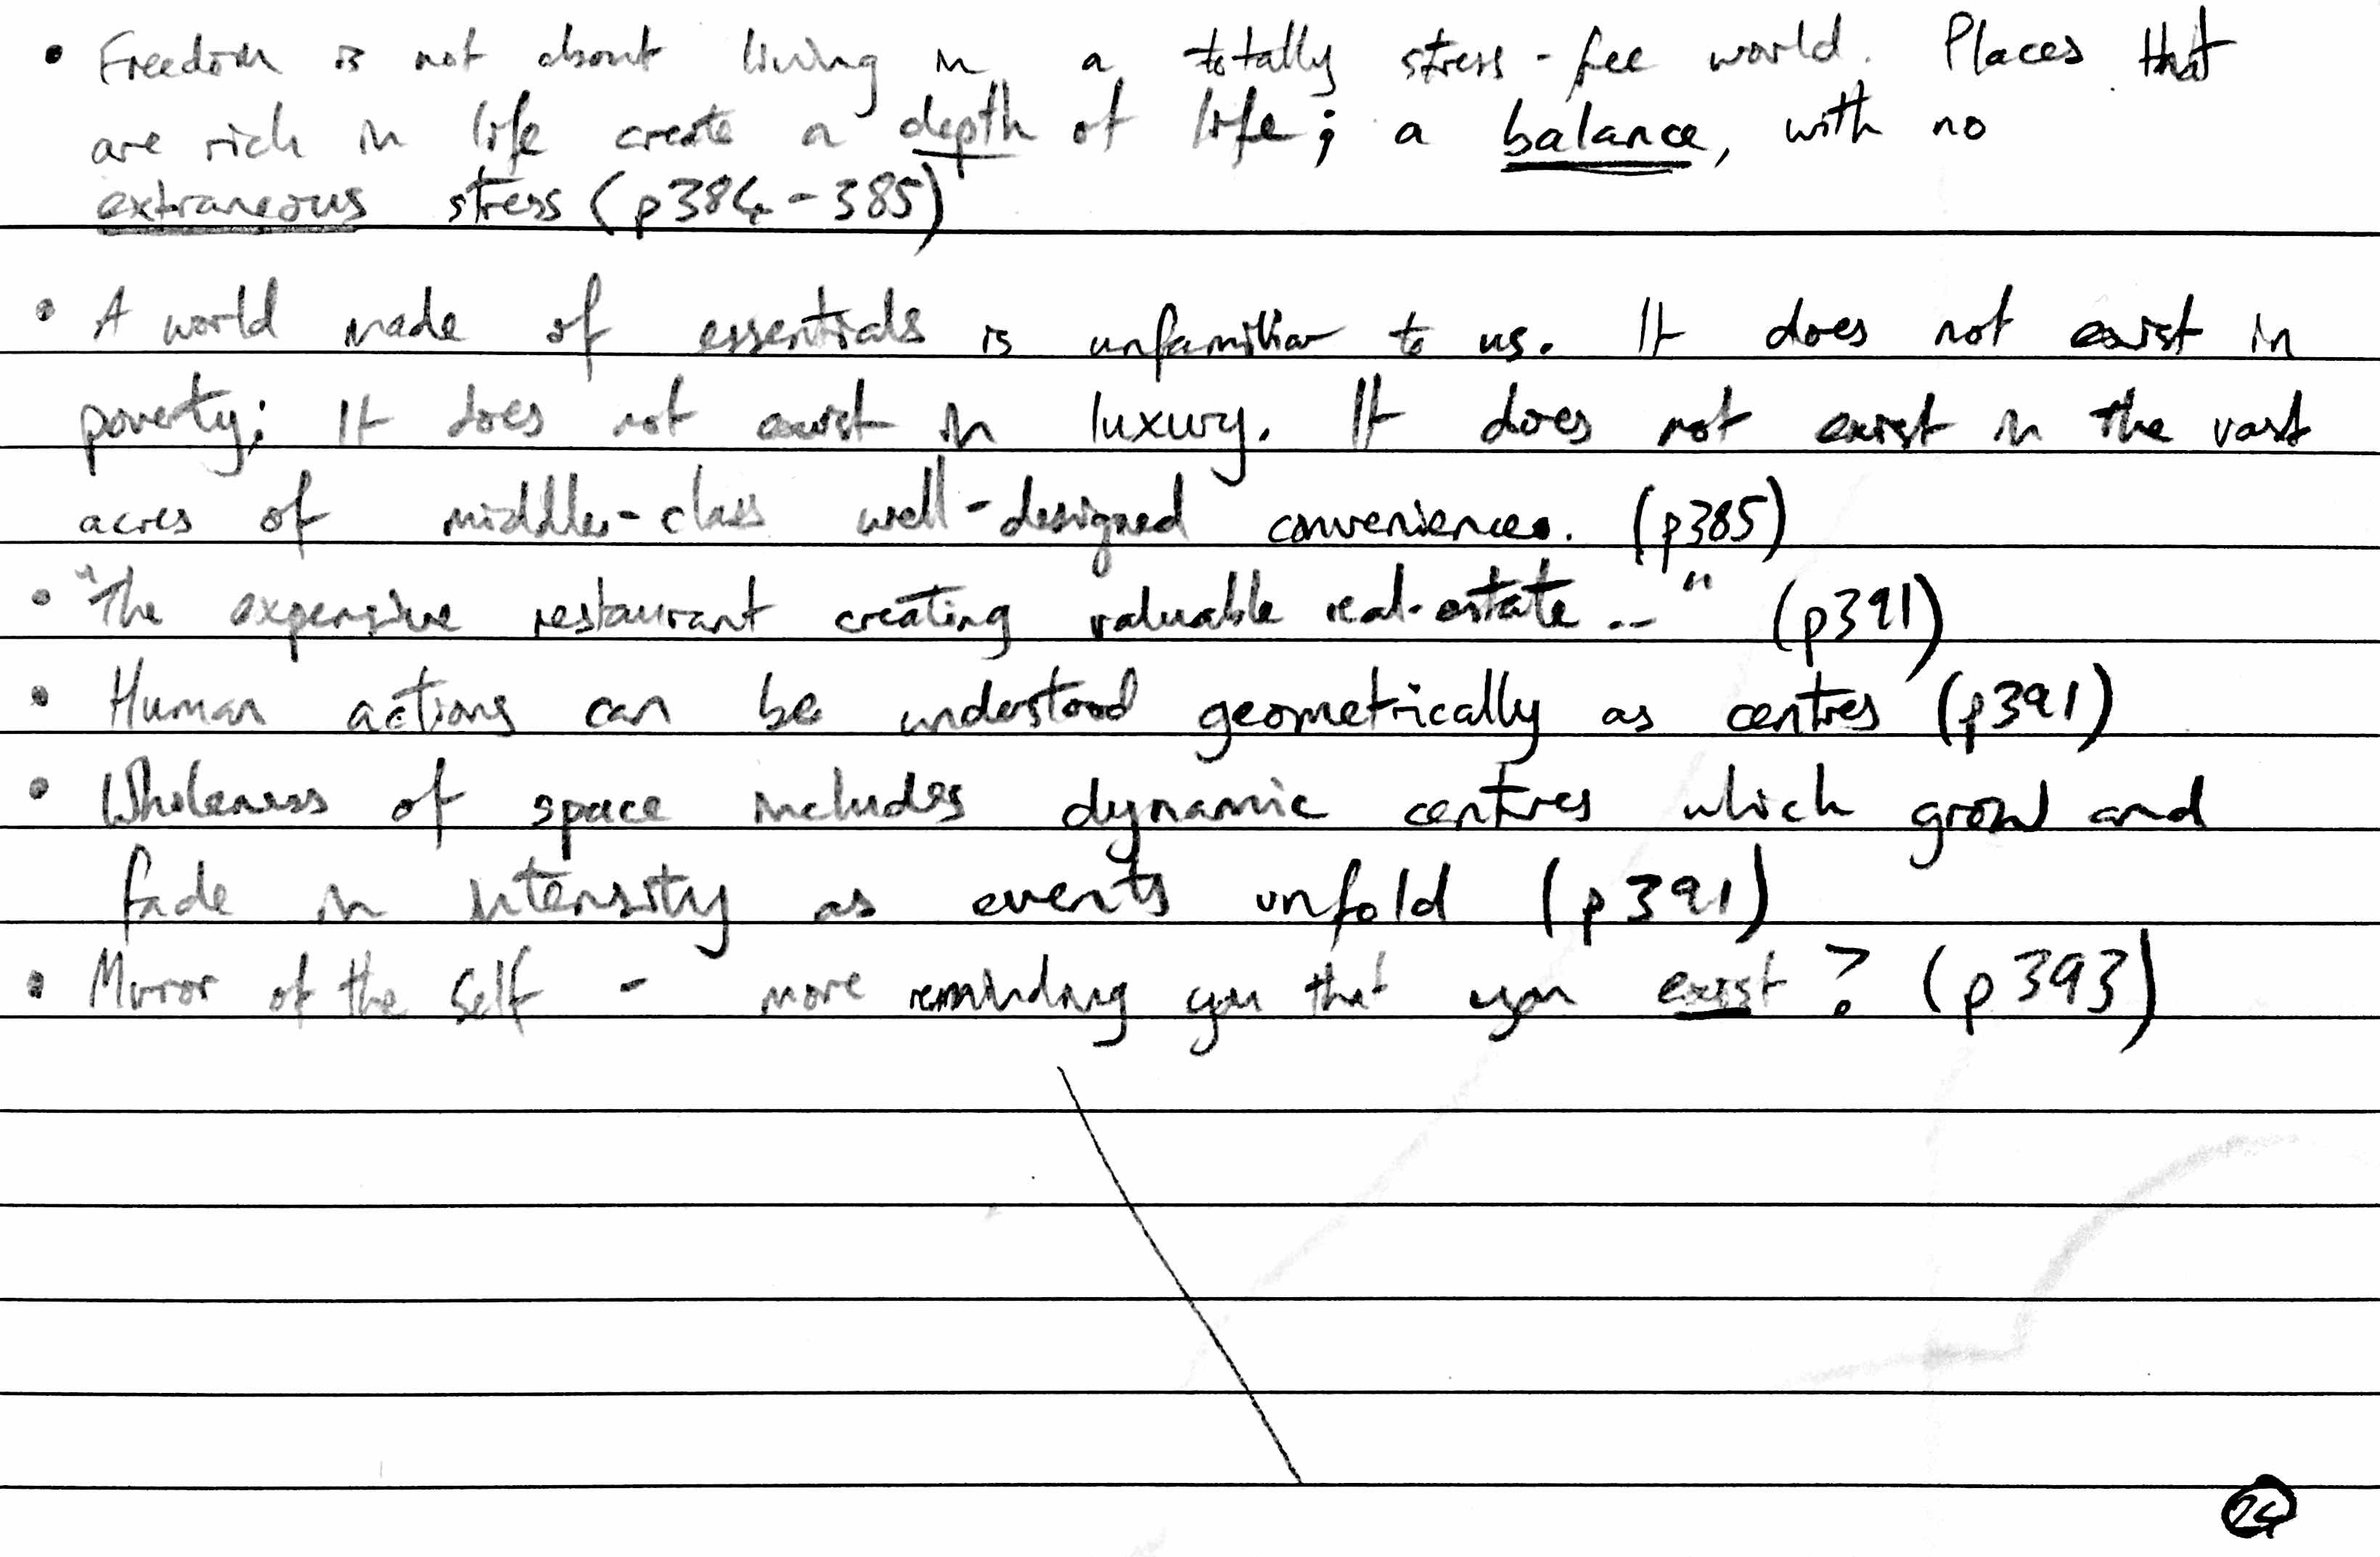 • Freedom is not about living in a totally stress-free world. Places that
are rich in life create a depth of life; a balance, with no
extraneous stress (p384-385)
• A world made of essentials is unfamiliar to us. It does not exist in
poverty; It does not exist in luxury. It does not exist in the vast
acres of middle-class well-designed conveniences. (p385)
• "The expensive restaurant creating valuable real-estate .." (p391)
• Human actions can be understood geometrically as centres (p391)
• Wholeness of space includes dynamic centres which grow and
fade in intensity as events unfold (p391)
• Mirror of the Self - more reminding you that you exist? (p393)
24